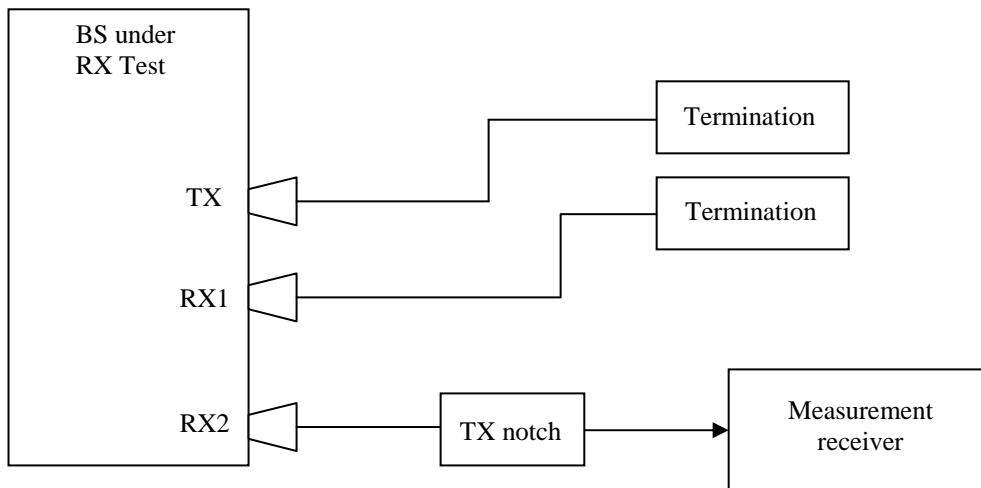 BS under
RX Test
Termination
TX
Termination
RX1
RX2
TX notch
Measurement
receiver